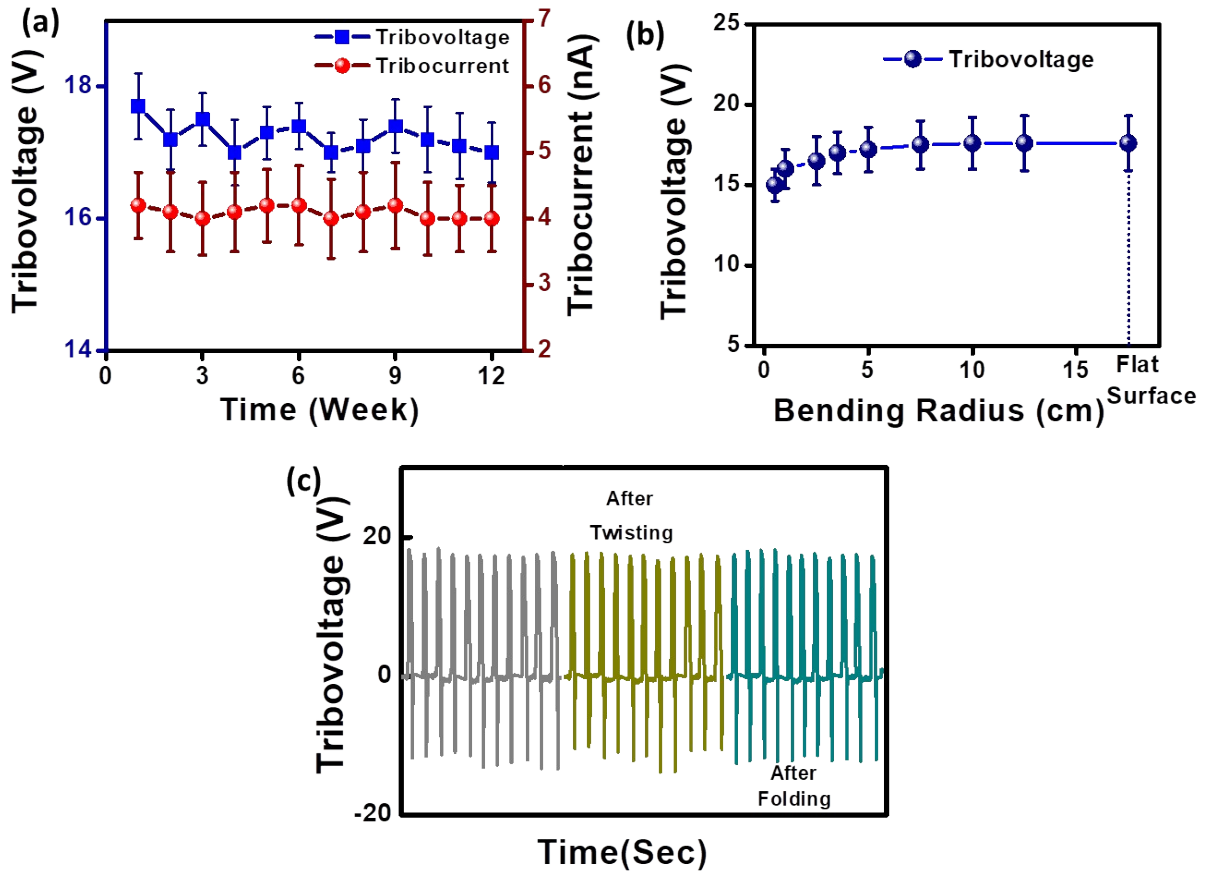 (a)
Tribovoltage (V)
18
16
14
Tribovoltage
Tribocurrent
7
6
5
4
3
2
Tribocurrent (nA)
0
3
6
9
12
Time (Week)
(b)
Tribovoltage (V)
25
20
15
10
5
Tribovoltage
0
5
10
15
Flat
Surface
Bending Radius (cm)
(c)
Tribovoltage (V)
20
0
-20
After
Twisting
After
Folding
Time(Sec)